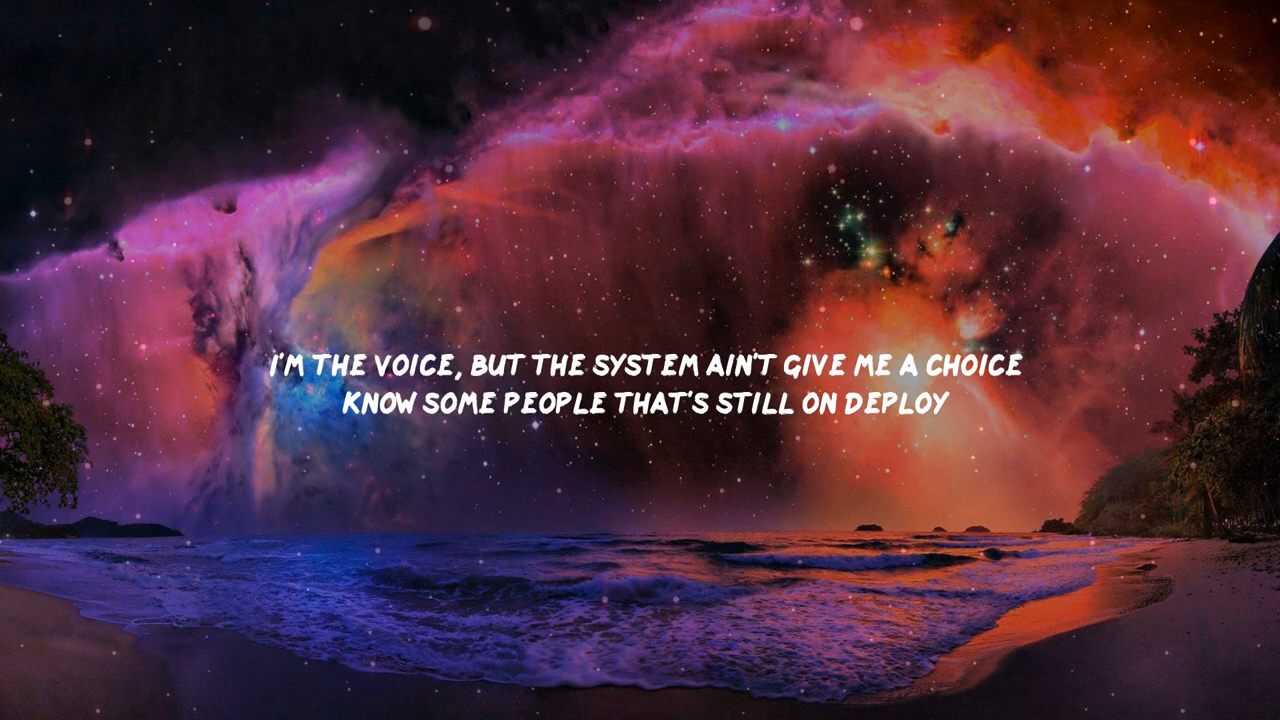 I'M THE VOICE, BUT THE SYSTEM AIN'T GIVE ME A CHOICE
KNOW SOME PEOPLE THAT'S STILL ON DEPLOY